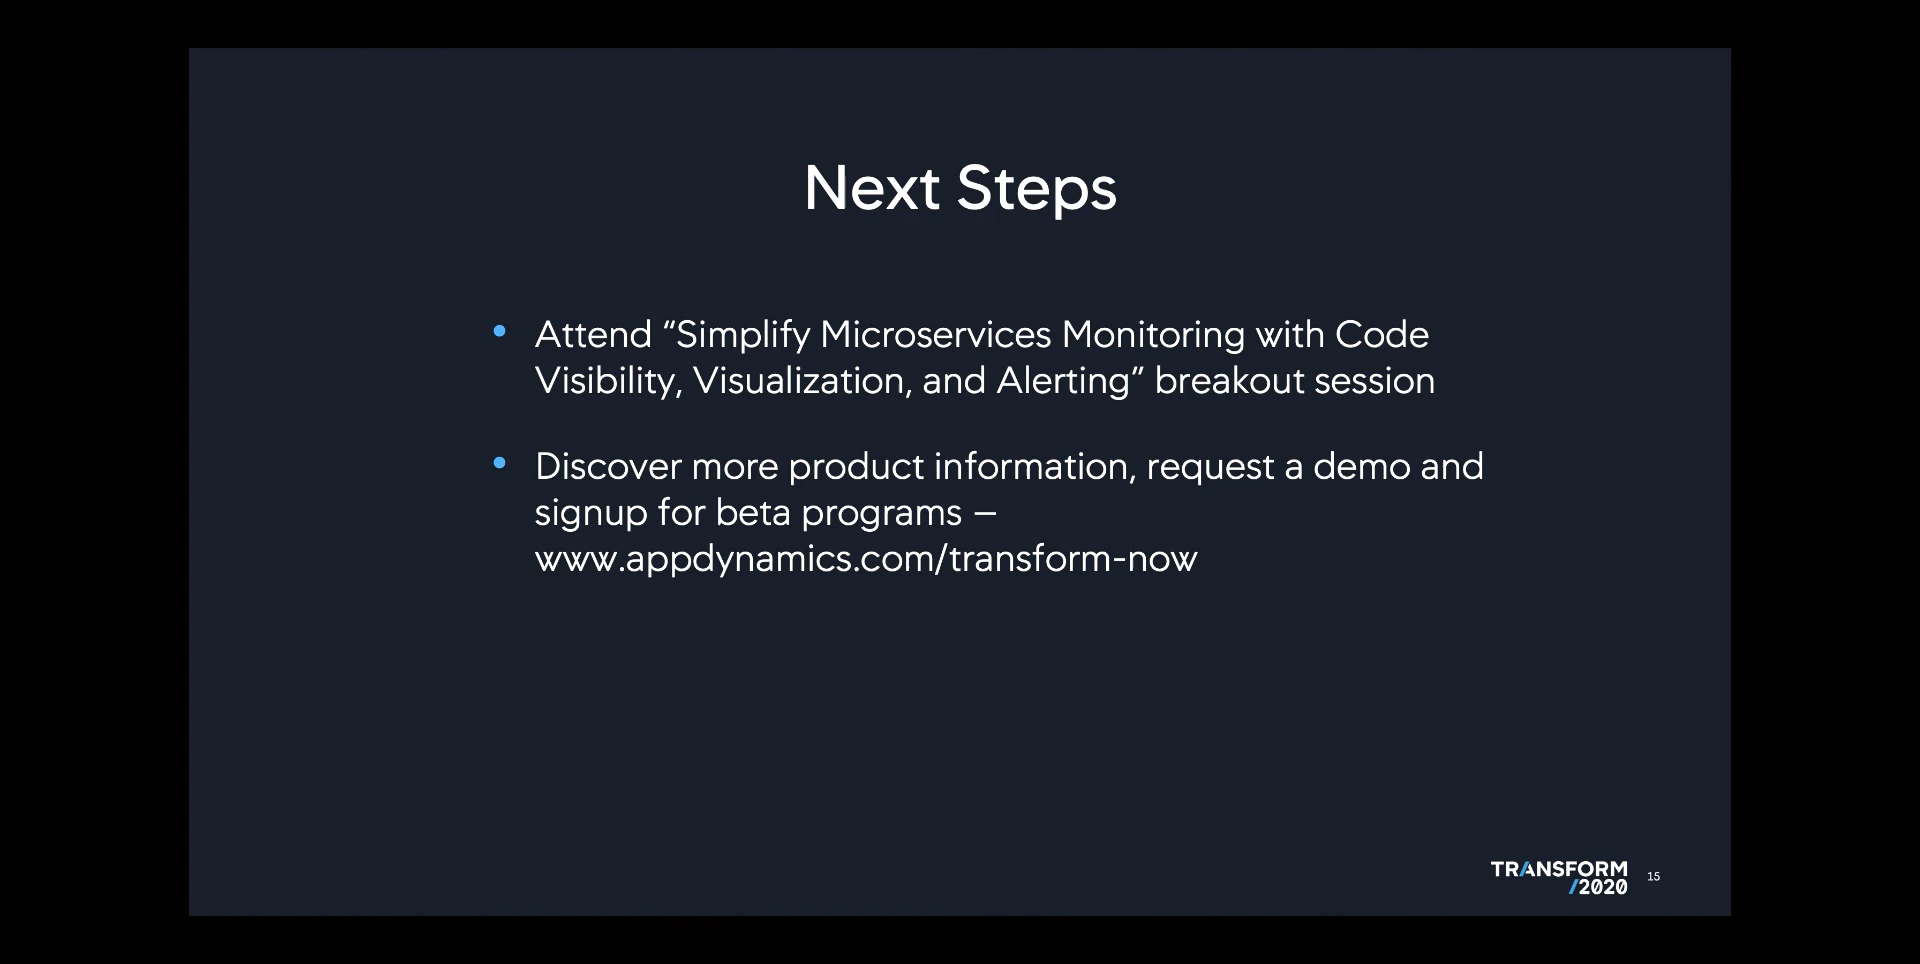 Next Steps
• Attend “Simplify Microservices Monitoring with Code
Visibility, Visualization, and Alerting” breakout session
• Discover more product information, request a demo and
signup for beta programs —
www.appdynamics.com/transform-now
TRANSFORM
/2020
15